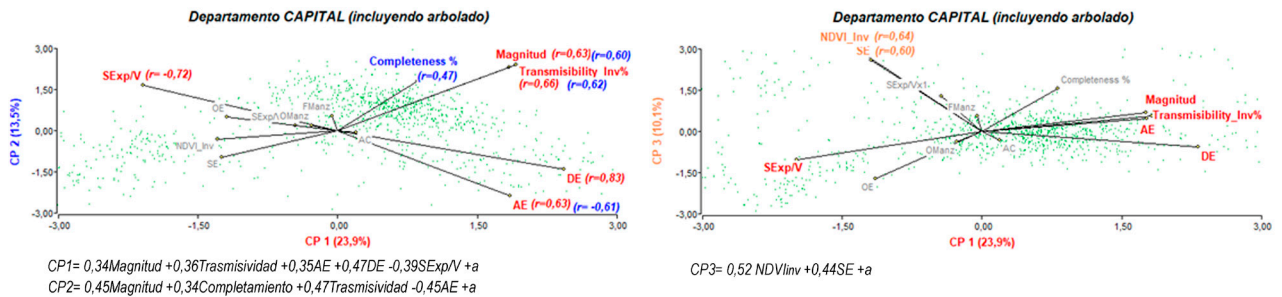 Departamento CAPITAL (incluyendo arbolado)
CP 2 (13,5%)
3,00
1,50
0,00
-1,50
-3,00
SExp/V (r= -0,72)
Completeness %
(r=0,47)
Magnitud (r=0,63) (r=0,60)
Transmisibility_Inv%
(r=0,66) (r=0,62)
OE
SExp/V
OManz
FManz
NDVI_Inv
SE
AC
DE (r=0,83)
AE (r=0,63) (r= -0,61)
-3,00
-1,50
0,00
1,50
3,00
CP 1 (23,9%)
CP1= 0,34Magnitud +0,36Trasmisividad +0,35AE +0,47DE -0,39SExp/V +a
CP2= 0,45Magnitud +0,34Completamiento +0,47Trasmisividad -0,45AE +a
Departamento CAPITAL (incluyendo arbolado)
CP 3 (10,1%)
3,00
1,50
0,00
-1,50
-3,00
NDVI_Inv (r=0,64)
SE (r=0,60)
SExp/Vx1
FManz
Completeness %
Magnitud
Transmisibility_Inv%
AE
DE
SExp/V
OManz
AC
OE
-3,00
-1,50
0,00
1,50
3,00
CP 1 (23,9%)
CP3= 0,52 NDVIinv +0,44SE +a